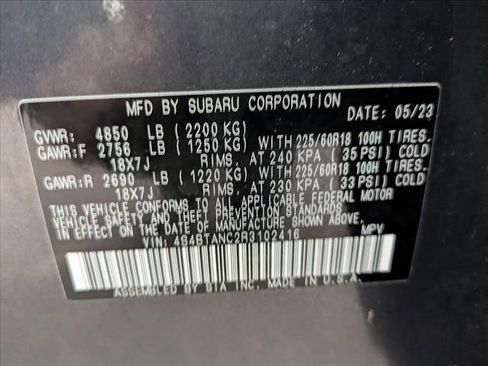 MFD BY SUBARU CORPORATION
DATE: 05/23
GVWR: 4850 LB (2200 KG)
GAWR:F 2756 LB (1250 KG) WITH 225/60R18 100H TIRES.
18X7J RIMS, AT 240 KPA (35 PSI) COLD
GAWR:R 2690 LB (1220 KG) WITH 225/60R18 100H TIRES.
18X7J RIMS, AT 230 KPA (33 PSI) COLD
THIS VEHICLE CONFORMS TO ALL APPLICABLE FEDERAL MOTOR
VEHICLE SAFETY AND THEFT PREVENTION STANDARDS IN EFFECT
ON THE DATE OF MANUFACTURE SHOWN ABOVE.
VIN: 4S4BTANC2R3102416 MPV
ASSEMBLED BY SIA INC, MADE IN U.S.A.